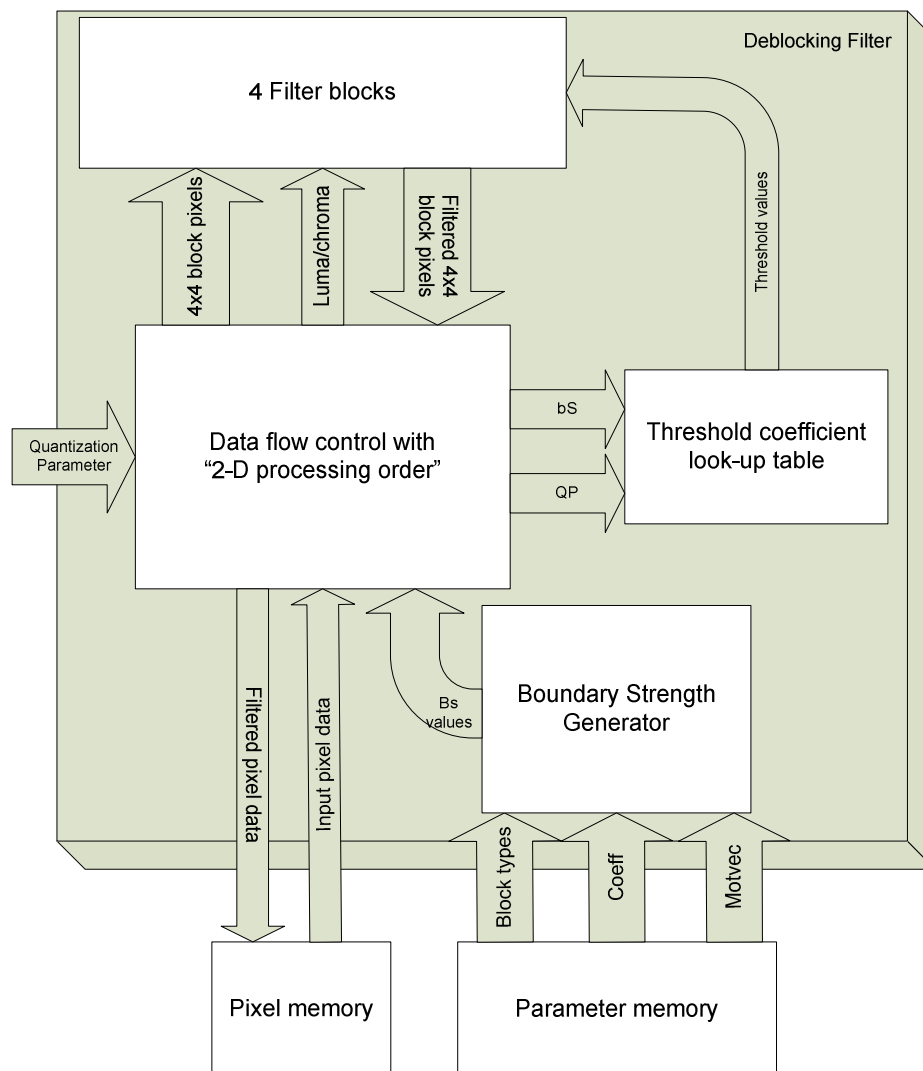 Deblocking Filter
4 Filter blocks
4x4 block pixels
Luma/chroma
Filtered 4x4
block pixels
Threshold values
Quantization
Parameter
Data flow control with
“2-D processing order”
bS
QP
Threshold coefficient
look-up table
Boundary Strength
Generator
Bs
values
Filtered pixel data
Input pixel data
Block types
Coeff
Motvec
Pixel memory
Parameter memory